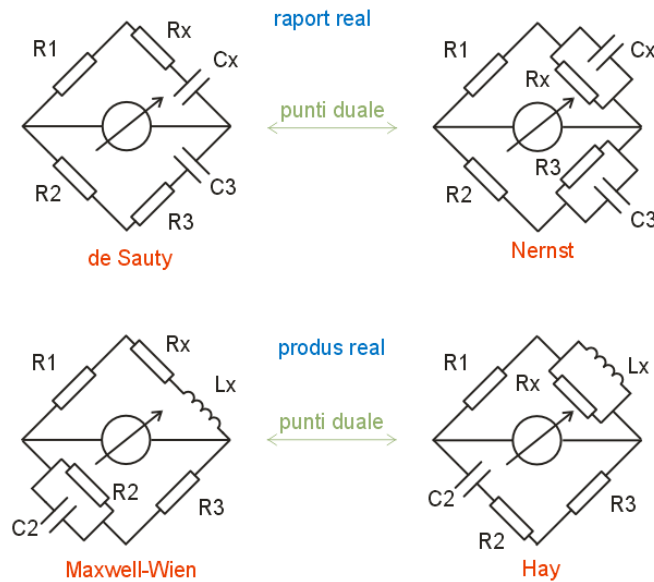 raport real
R1
Rx
Cx
R2
R3
C3
de Sauty
punti duale
R1
Cx
Rx
R3
R2
C3
Nernst
produs real
R1
Rx
Lx
R2
C2
R3
Maxwell-Wien
punti duale
R1
Lx
Rx
C2
R2
R3
Hay